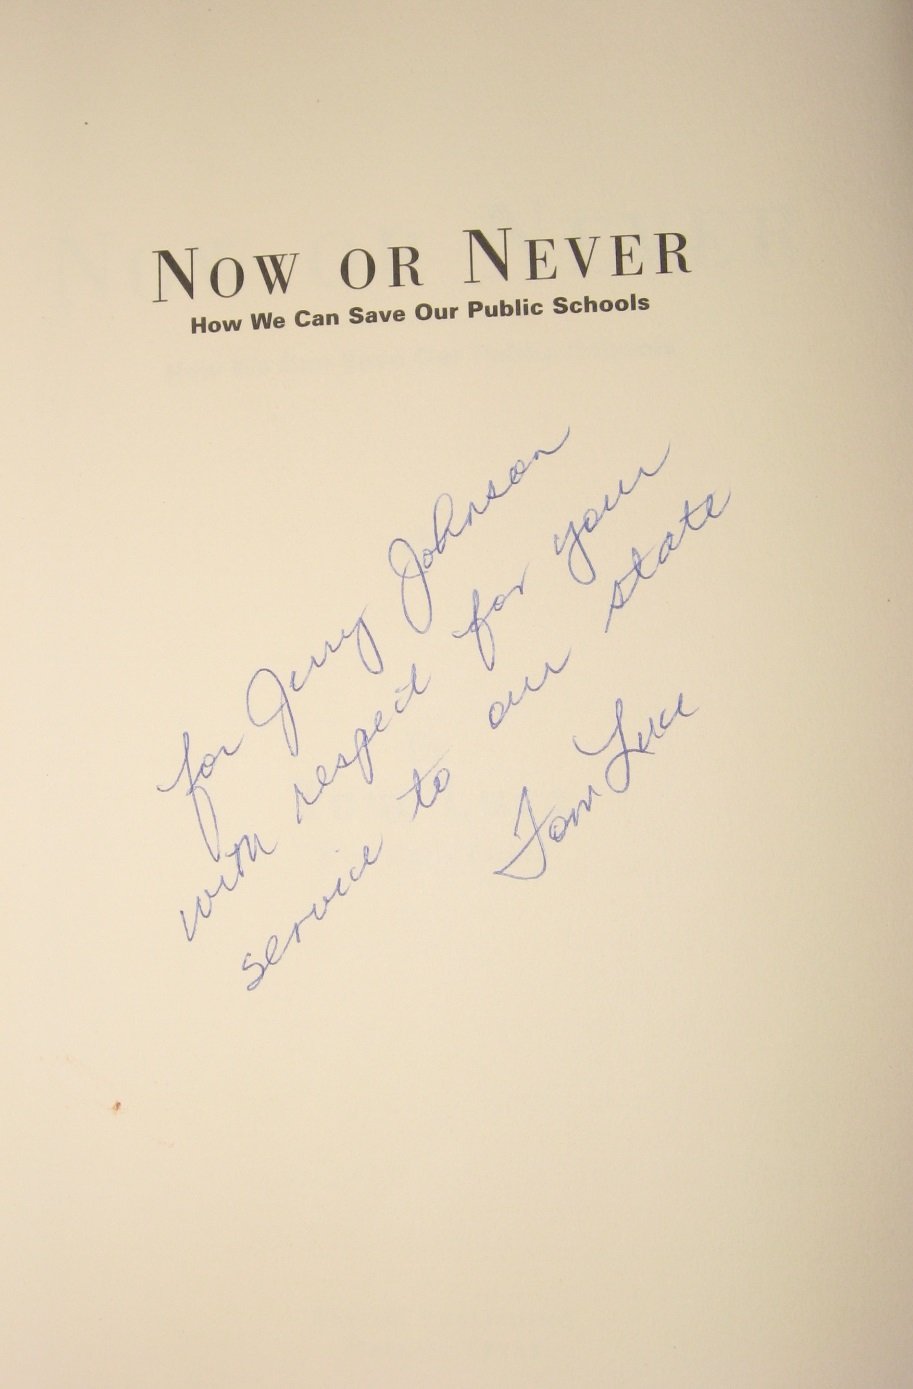 NOW OR NEVER
How We Can Save Our Public Schools
for Jerry Johnson
with respect for your
service to our state
Tom Luce